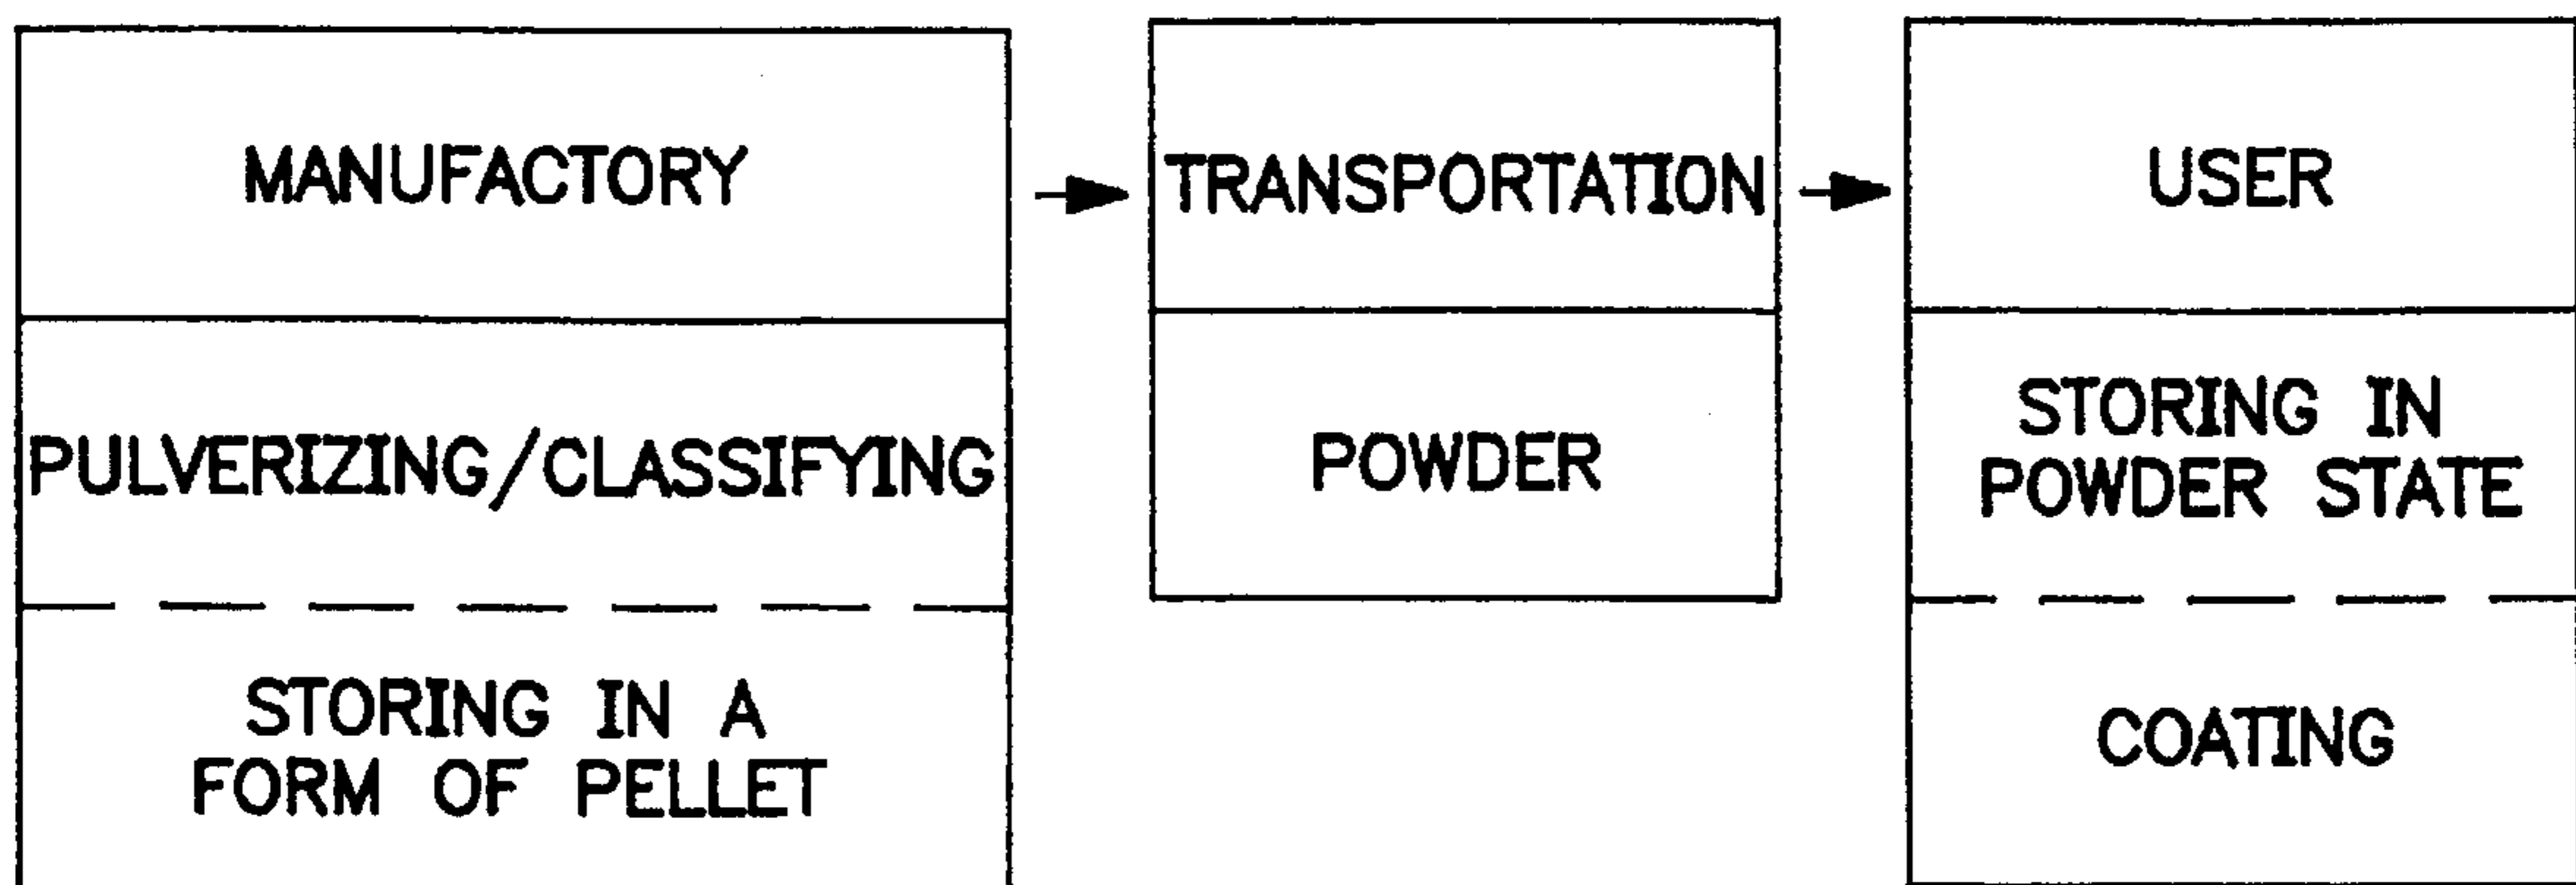 MANUFACTORY
PULVERIZING/CLASSIFYING
STORING IN A
FORM OF PELLET
TRANSPORTATION
POWDER
USER
STORING IN
POWDER STATE
COATING